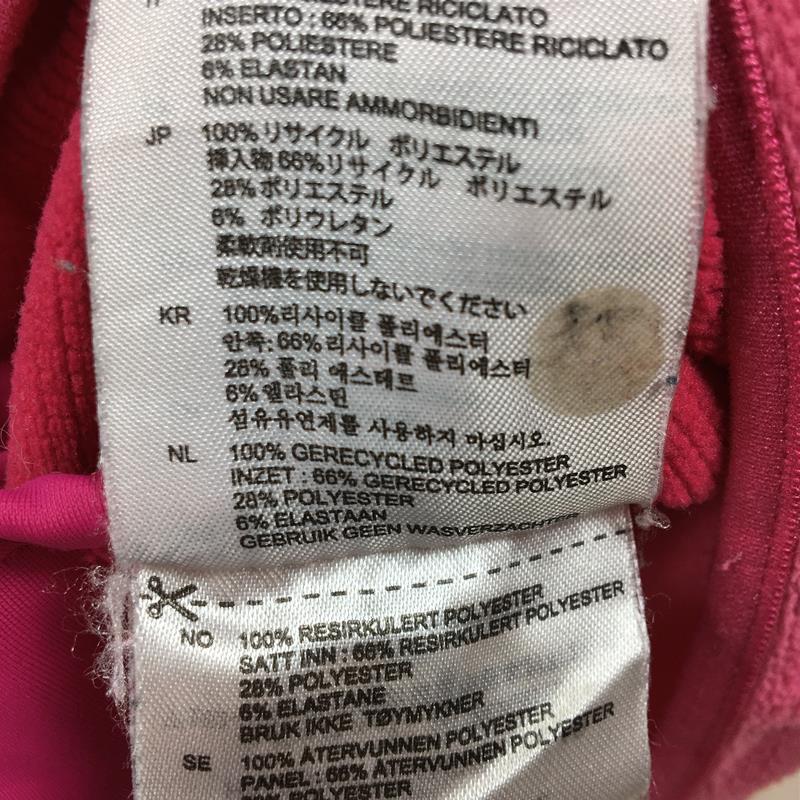 IT
POLIESTERE RICICLATO
INSERTO : 66% POLIESTERE RICICLATO
28% POLIESTERE
6% ELASTAN
NON USARE AMMORBIDIENTI
JP 100%リサイクル ポリエステル
挿入物 66%リサイクル ポリエステル
28%ポリエステル
6% ポリウレタン
柔軟剤使用不可
乾燥機を使用しないでください
KR 100%리사이클 폴리에스터
안쪽: 66%리사이클 폴리에스터
28% 폴리 에스테르
6% 엘라스틴
섬유유연제를 사용하지 마십시오.
NL 100% GERECYCLED POLYESTER
INZET : 66% GERECYCLED POLYESTER
28% POLYESTER
6% ELASTAAN
GEBRUIK GEEN WASVERZACHTER
NO 100% RESIRKULERT POLYESTER
SATT INN : 66% RESIRKULERT POLYESTER
28% POLYESTER
6% ELASTANE
BRUK IKKE TØYMYKNER
SE 100% ÅTERVUNNEN POLYESTER
PANEL : 66% ÅTERVUNNEN POLYESTER
28% POLYESTER